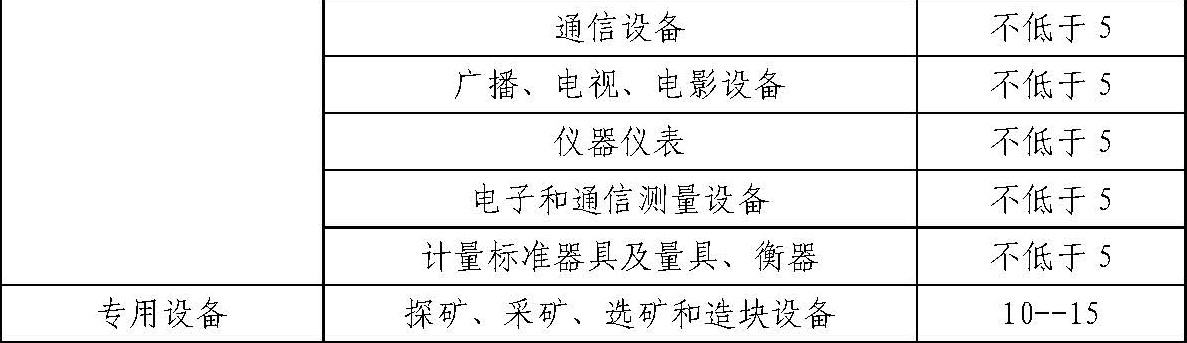 通信设备 不低于 5
广播、电视、电影设备 不低于 5
仪器仪表 不低于 5
电子和通信测量设备 不低于 5
计量标准器具及量具、衡器 不低于 5
专用设备 探矿、采矿、选矿和造块设备 10--15